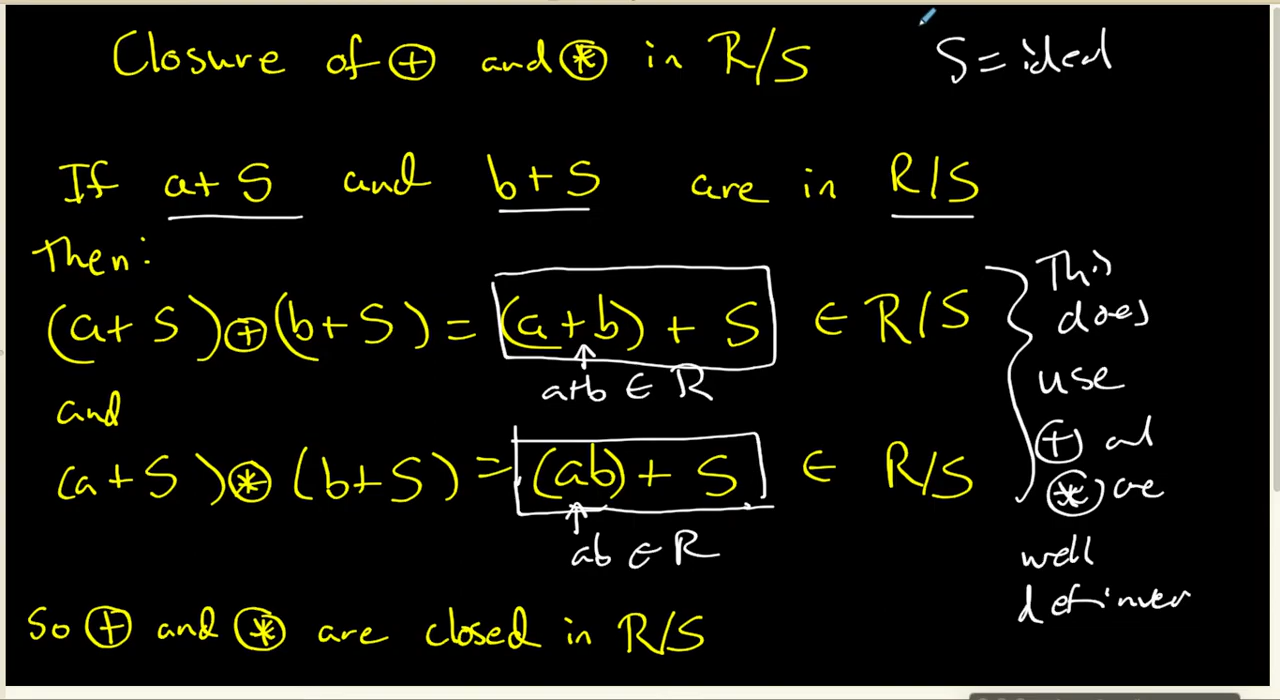 Closure of ⊕ and ⊛ in R/S
S = ideal
If a+S and b+S are in R/S
Then:
(a+S)⊕(b+S) = (a+b)+S ∈ R/S
a+b ∈ R
and
(a+S)⊛(b+S) = (ab)+S ∈ R/S
ab ∈ R
So ⊕ and ⊛ are closed in R/S
This
does
use
⊕ and
⊛ are
well